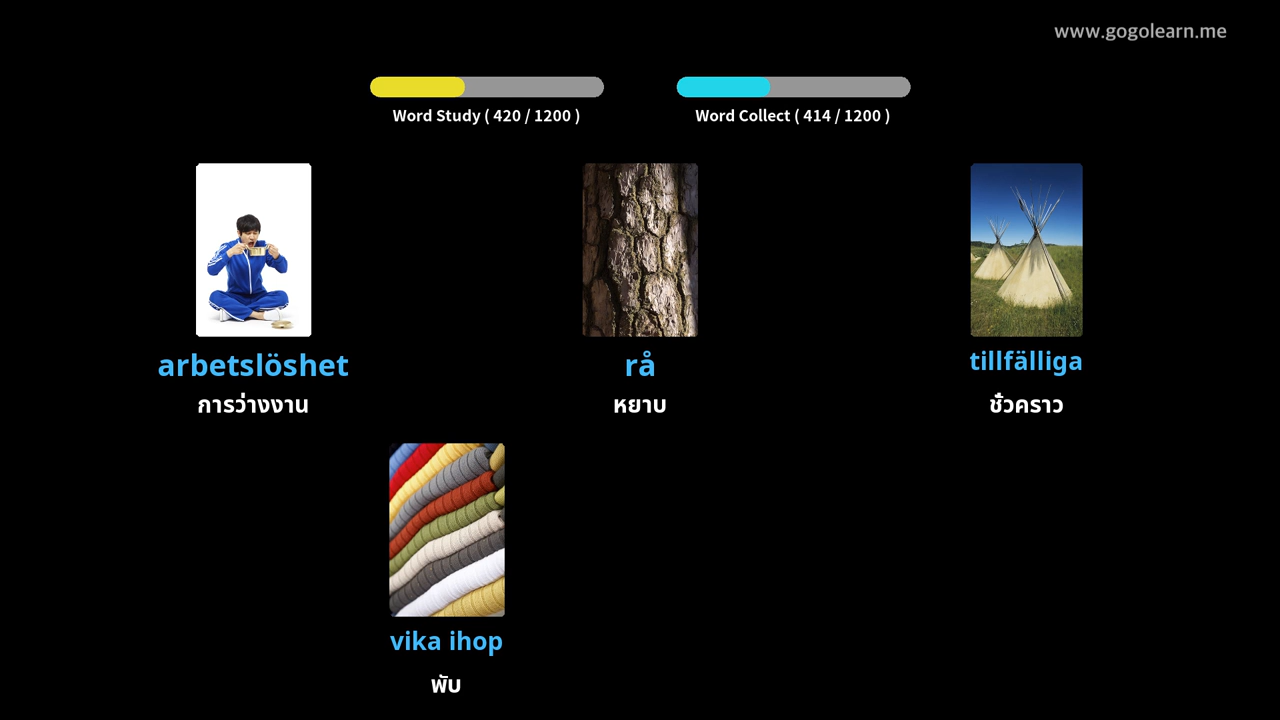 www.gogolearn.me
Word Study ( 420 / 1200 )
Word Collect ( 414 / 1200 )
arbetslöshet
การว่างงาน
rå
หยาบ
tillfälliga
ชั่วคราว
vika ihop
พับ